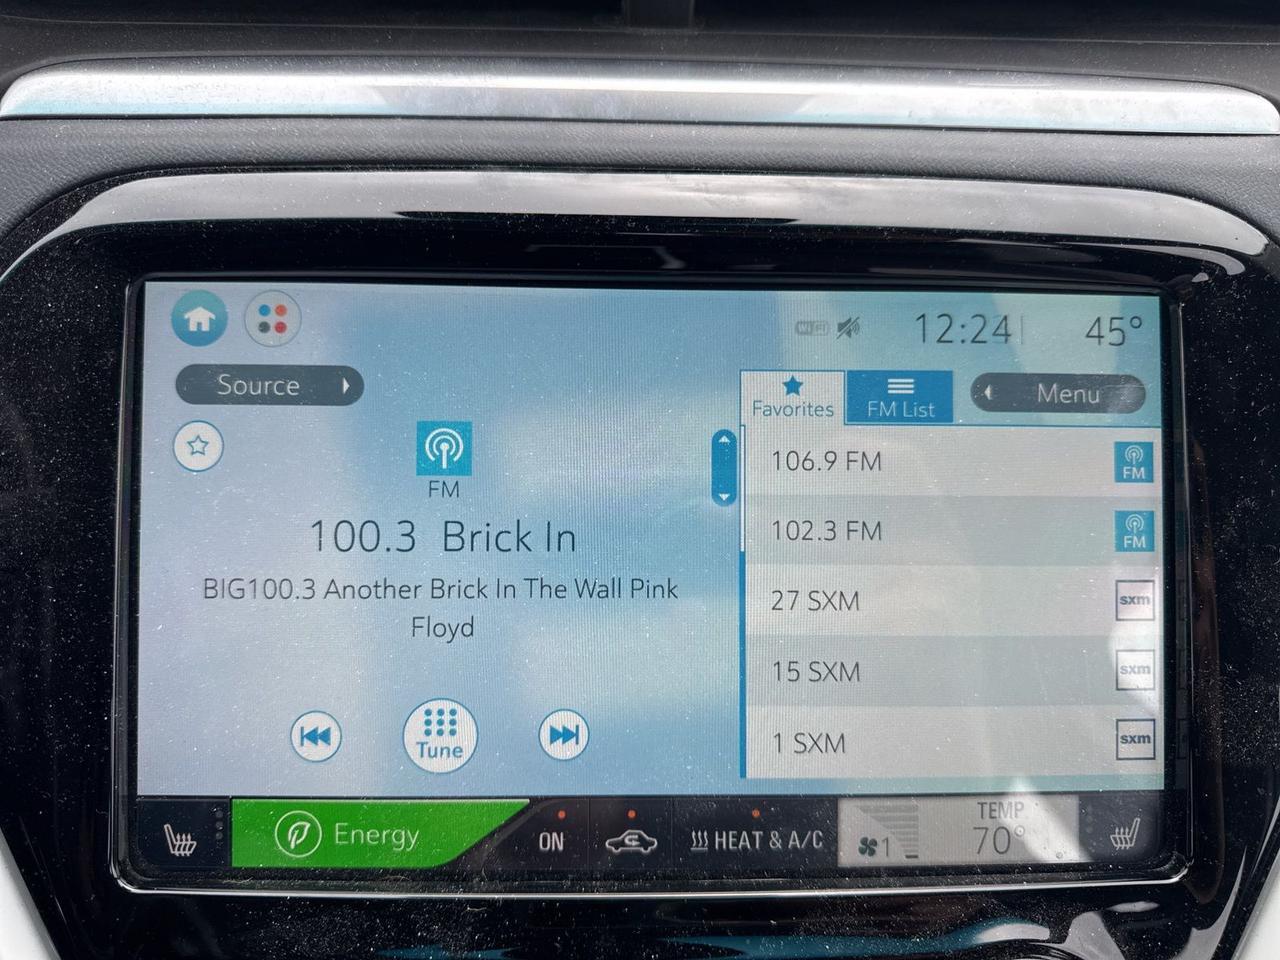 WiFi
12:24
45°
Source
Favorites
FM List
Menu
FM
100.3 Brick In
BIG100.3 Another Brick In The Wall Pink
Floyd
Tune
106.9 FM
FM
102.3 FM
FM
27 SXM
sxm
15 SXM
sxm
1 SXM
sxm
Energy
ON
HEAT & A/C
1
TEMP
70°